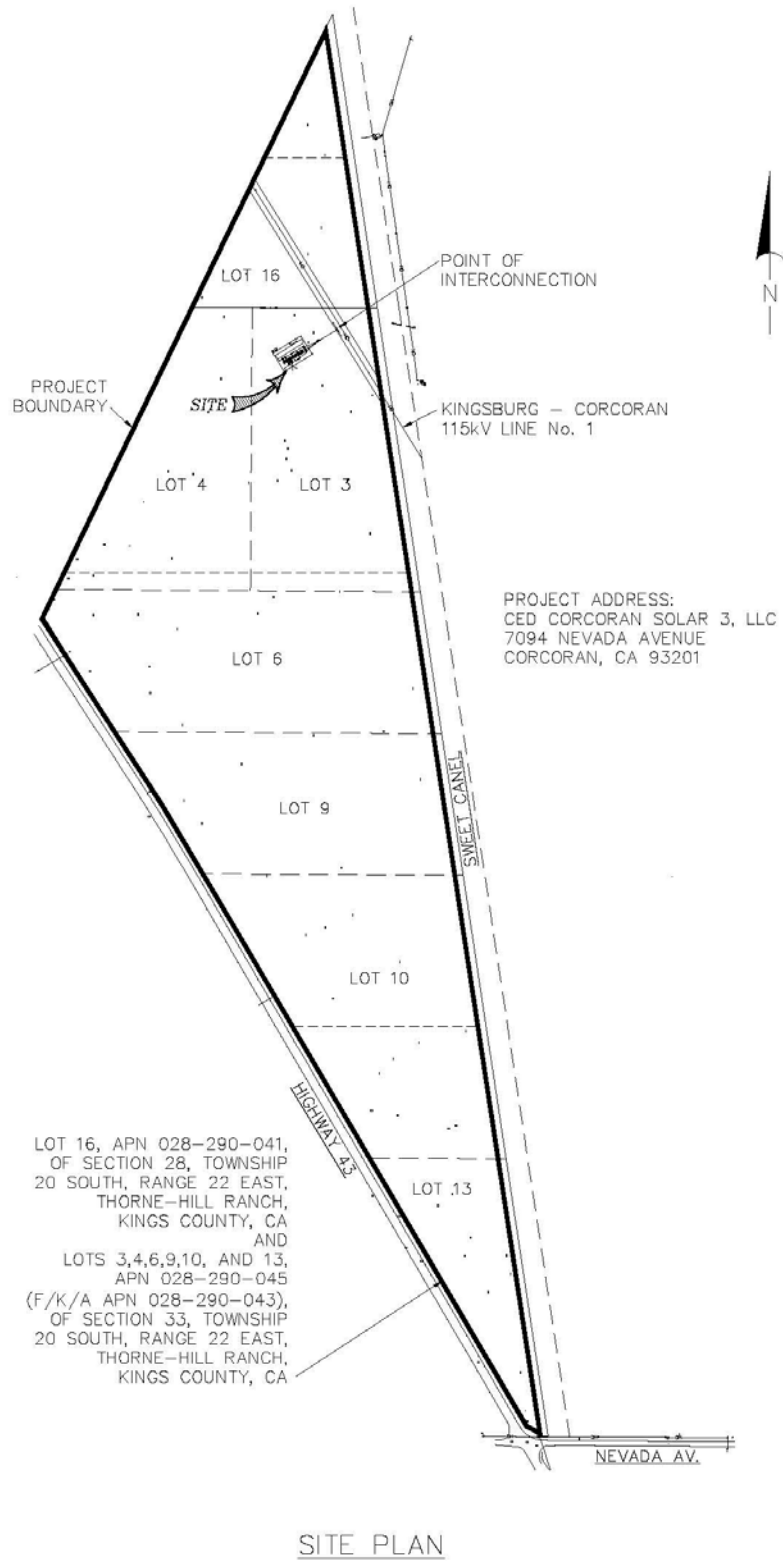 POINT OF
INTERCONNECTION
N
LOT 16
PROJECT
BOUNDARY
SITE
KINGSBURG - CORCORAN
115kV LINE No. 1
LOT 4
LOT 3
PROJECT ADDRESS:
CED CORCORAN SOLAR 3, LLC
7094 NEVADA AVENUE
CORCORAN, CA 93201
LOT 6
SWEET CANEL
LOT 9
LOT 10
HIGHWAY 43
LOT 16, APN 028-290-041,
OF SECTION 28, TOWNSHIP
20 SOUTH, RANGE 22 EAST,
THORNE-HILL RANCH,
KINGS COUNTY, CA
AND
LOTS 3,4,6,9,10, AND 13,
APN 028-290-045
(F/K/A APN 028-290-043),
OF SECTION 33, TOWNSHIP
20 SOUTH, RANGE 22 EAST,
THORNE-HILL RANCH,
KINGS COUNTY, CA
LOT 13
NEVADA AV.
SITE PLAN